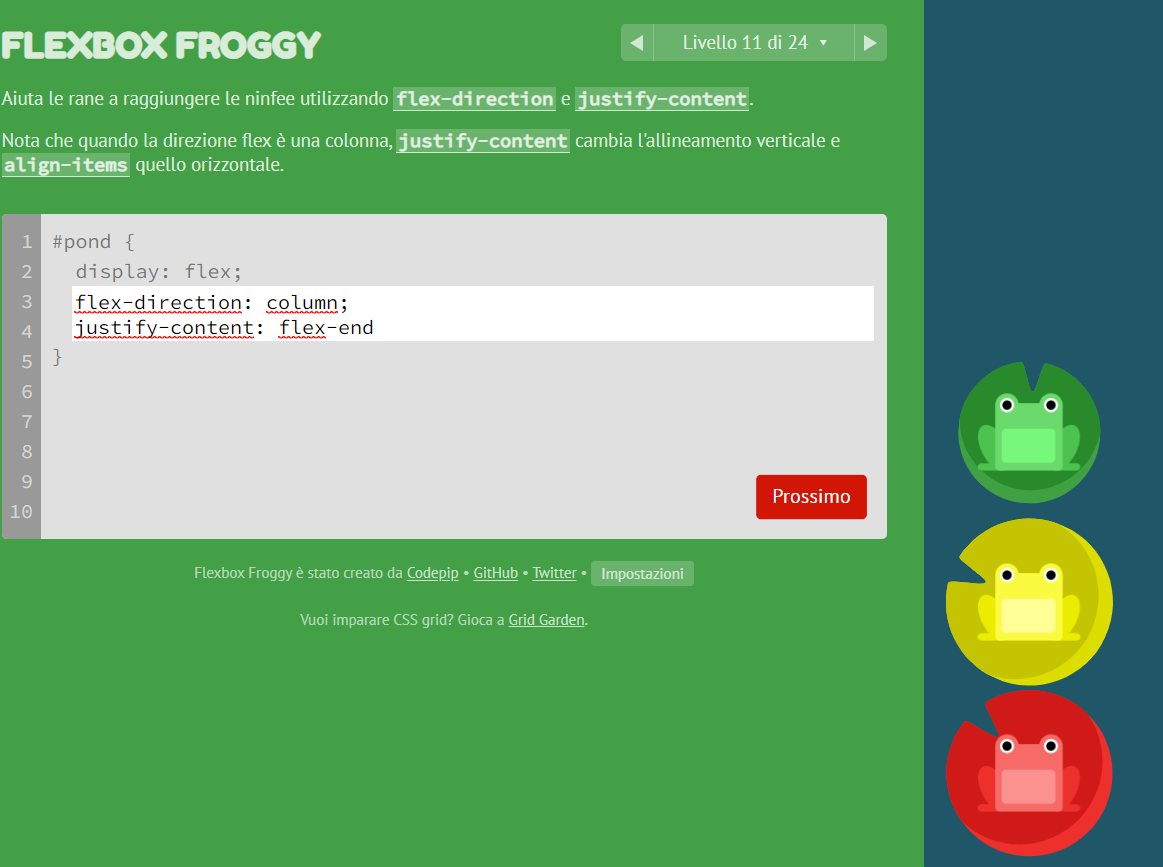 FLEXBOX FROGGY
Livello 11 di 24
Aiuta le rane a raggiungere le ninfee utilizzando flex-direction e justify-content.
Nota che quando la direzione flex è una colonna, justify-content cambia l'allineamento verticale e
align-items quello orizzontale.
1 #pond {
2 display: flex;
3 flex-direction: column;
4 justify-content: flex-end
5 }
6
7
8
9
10
Prossimo
Flexbox Froggy è stato creato da Codepip • GitHub • Twitter • Impostazioni
Vuoi imparare CSS grid? Gioca a Grid Garden.